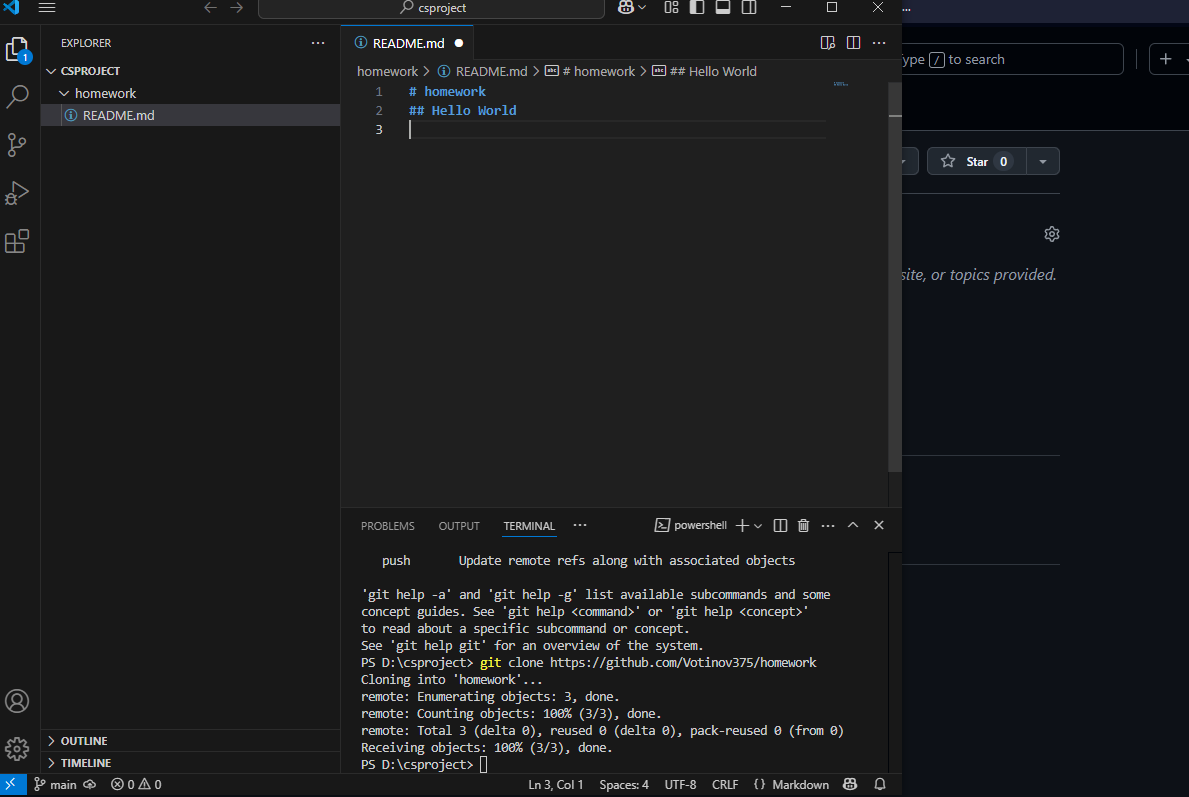 csproject
...
EXPLORER
CSPROJECT
homework
README.md
OUTLINE
TIMELINE
README.md
homework > README.md > # homework > ## Hello World
1 # homework
2 ## Hello World
3
PROBLEMS OUTPUT TERMINAL
powershell
push Update remote refs along with associated objects
'git help -a' and 'git help -g' list available subcommands and some
concept guides. See 'git help <command>' or 'git help <concept>'
to read about a specific subcommand or concept.
See 'git help git' for an overview of the system.
PS D:\csproject> git clone https://github.com/Votinov375/homework
Cloning into 'homework'...
remote: Enumerating objects: 3, done.
remote: Counting objects: 100% (3/3), done.
remote: Total 3 (delta 0), reused 0 (delta 0), pack-reused 0 (from 0)
Receiving objects: 100% (3/3), done.
PS D:\csproject>
1
main 0 0 Ln 3, Col 1 Spaces: 4 UTF-8 CRLF {} Markdown
ype / to search
Star 0
site, or topics provided.